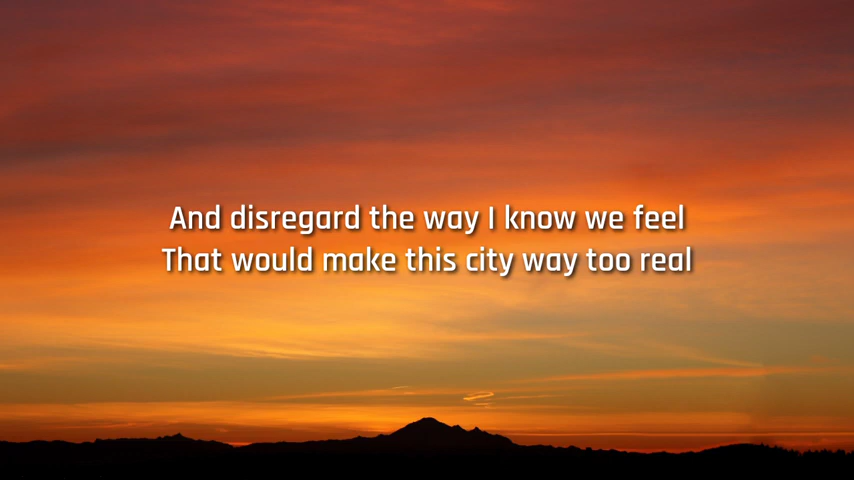 And disregard the way I know we feel
That would make this city way too real